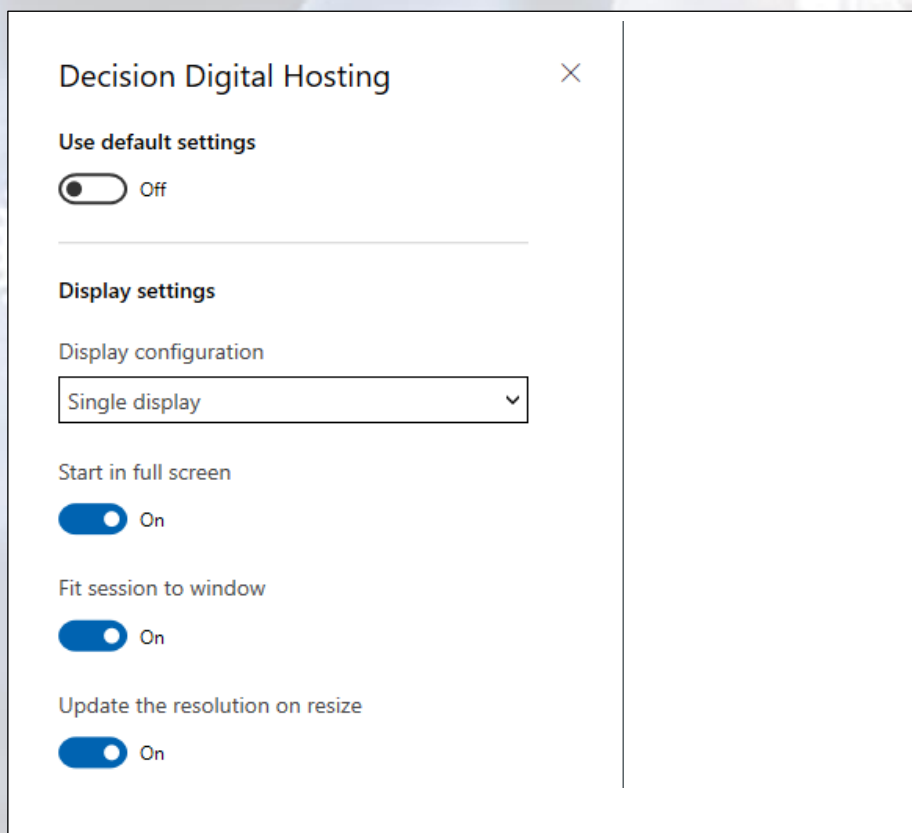 Decision Digital Hosting
Use default settings
Off
Display settings
Display configuration
Single display
Start in full screen
On
Fit session to window
On
Update the resolution on resize
On